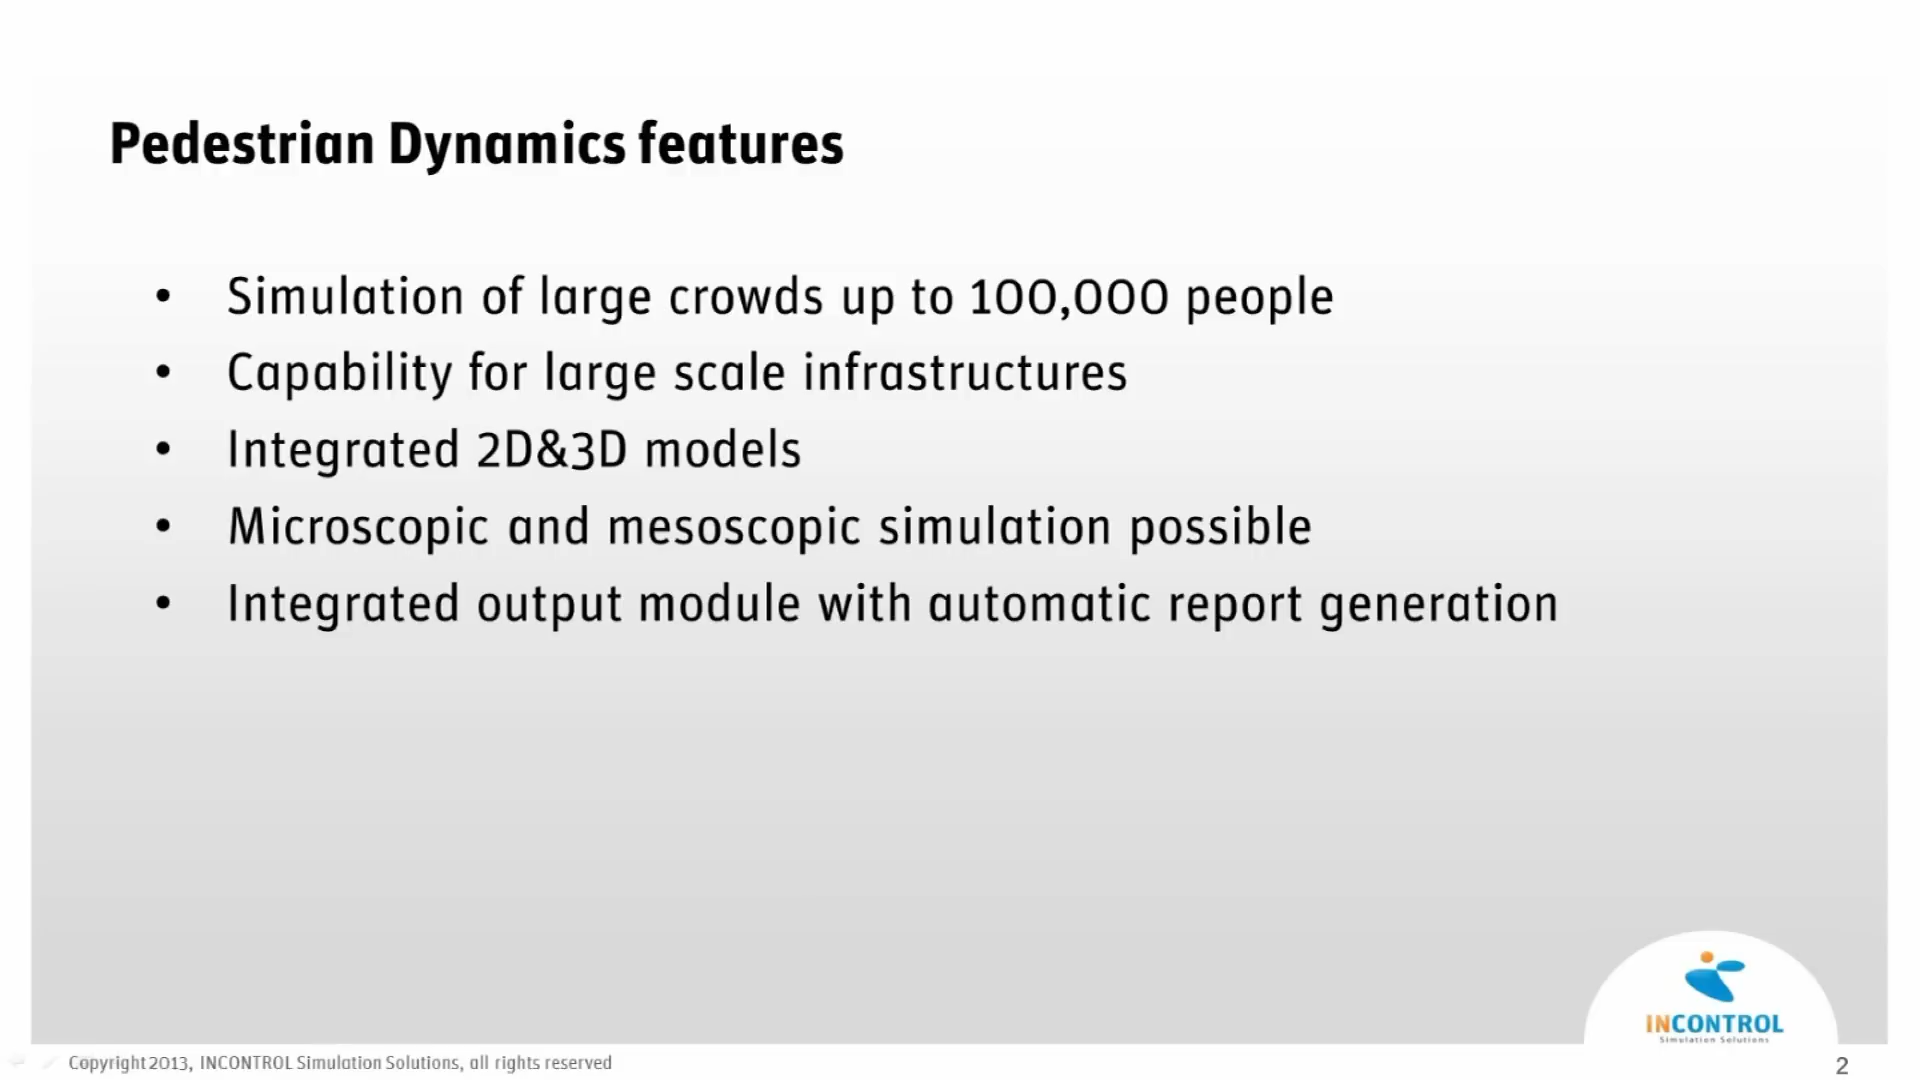 Pedestrian Dynamics features
• Simulation of large crowds up to 100,000 people
• Capability for large scale infrastructures
• Integrated 2D&3D models
• Microscopic and mesoscopic simulation possible
• Integrated output module with automatic report generation
INCONTROL
Simulation Solutions
Copyright 2013, INCONTROL Simulation Solutions, all rights reserved
2